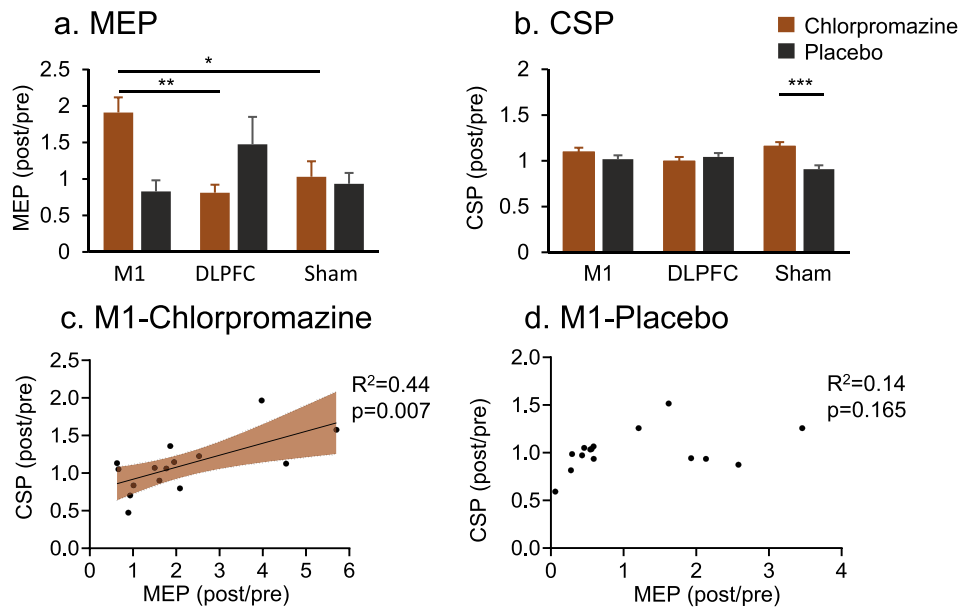 a. MEP
MEP (post/pre)
2.5
2
1.5
1
0.5
0
*
**
M1 DLPFC Sham
b. CSP
Chlorpromazine
Placebo
CSP (post/pre)
2
1.5
1
0.5
0
***
M1 DLPFC Sham
c. M1-Chlorpromazine
CSP (post/pre)
2.5
2.0
1.5
1.0
0.5
0.0
R²=0.44
p=0.007
0 1 2 3 4 5 6
MEP (post/pre)
d. M1-Placebo
CSP (post/pre)
2.0
1.5
1.0
0.5
0.0
R²=0.14
p=0.165
0 1 2 3 4
MEP (post/pre)